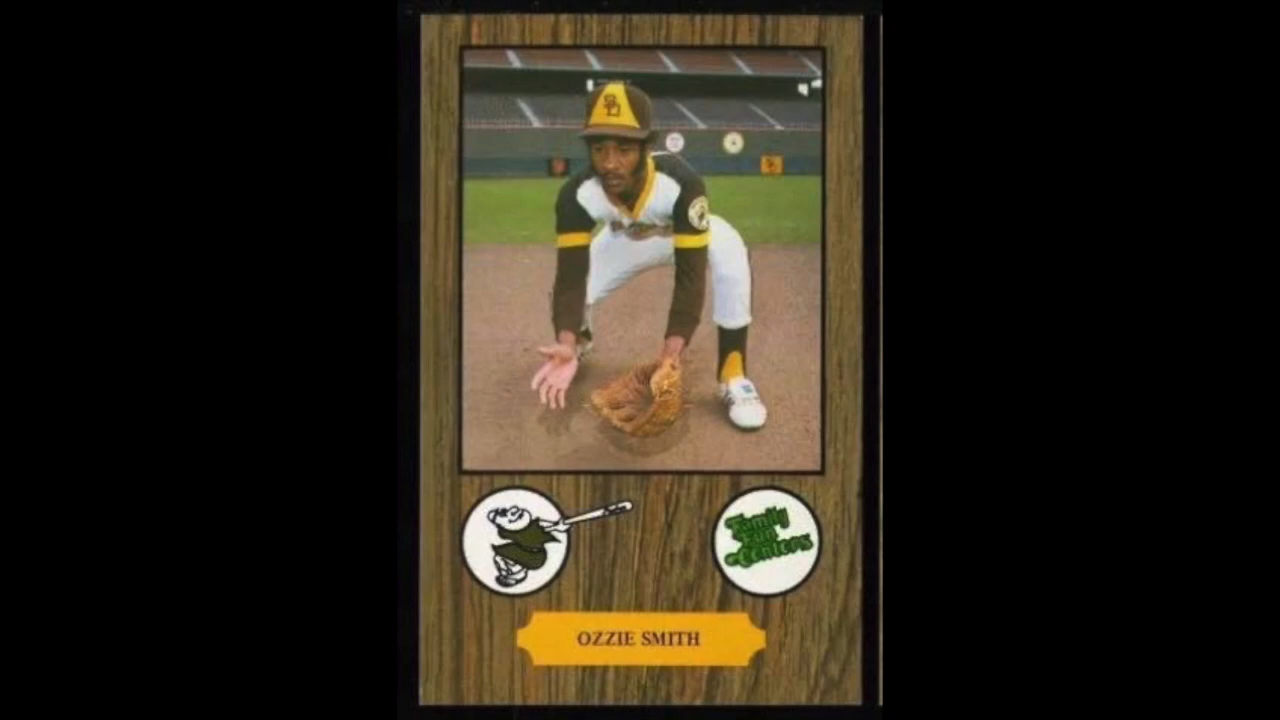 SD
Family
Fun
Centers
OZZIE SMITH